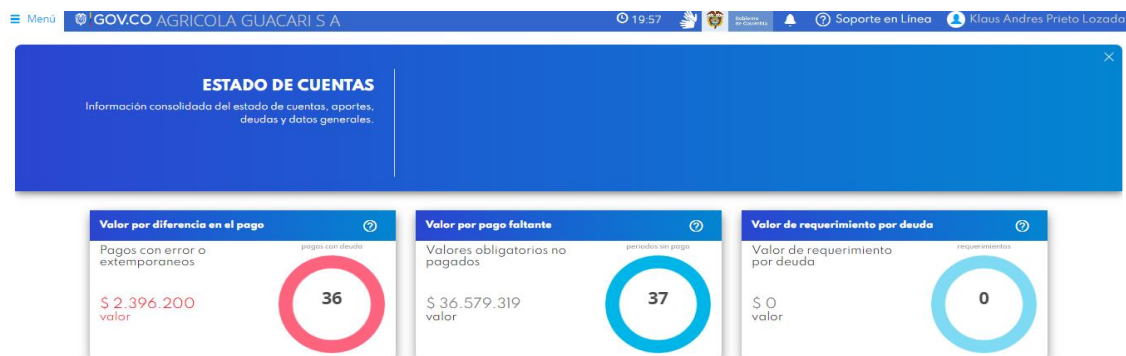 Menú GOV.CO AGRICOLA GUACARI S A 19:57 Gobierno de Colombia Soporte en Línea Klaus Andres Prieto Lozada
ESTADO DE CUENTAS
Información consolidada del estado de cuentas, aportes,
deudas y datos generales.
Valor por diferencia en el pago
Pagos con error o
extemporaneos
pagos con deuda
36
$ 2.396.200
valor
Valor por pago faltante
Valores obligatorios no
pagados
periodos sin pago
37
$ 36.579.319
valor
Valor de requerimiento por deuda
Valor de requerimiento
por deuda
requerimientos
0
$ 0
valor